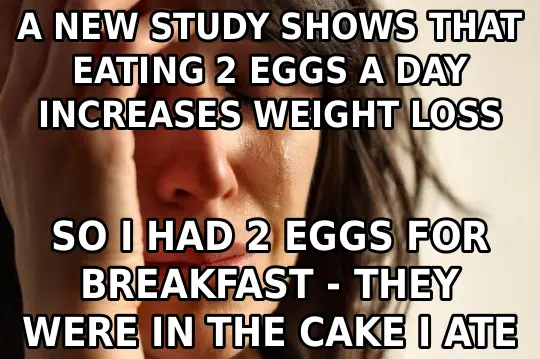 A NEW STUDY SHOWS THAT
EATING 2 EGGS A DAY
INCREASES WEIGHT LOSS
SO I HAD 2 EGGS FOR
BREAKFAST - THEY
WERE IN THE CAKE I ATE